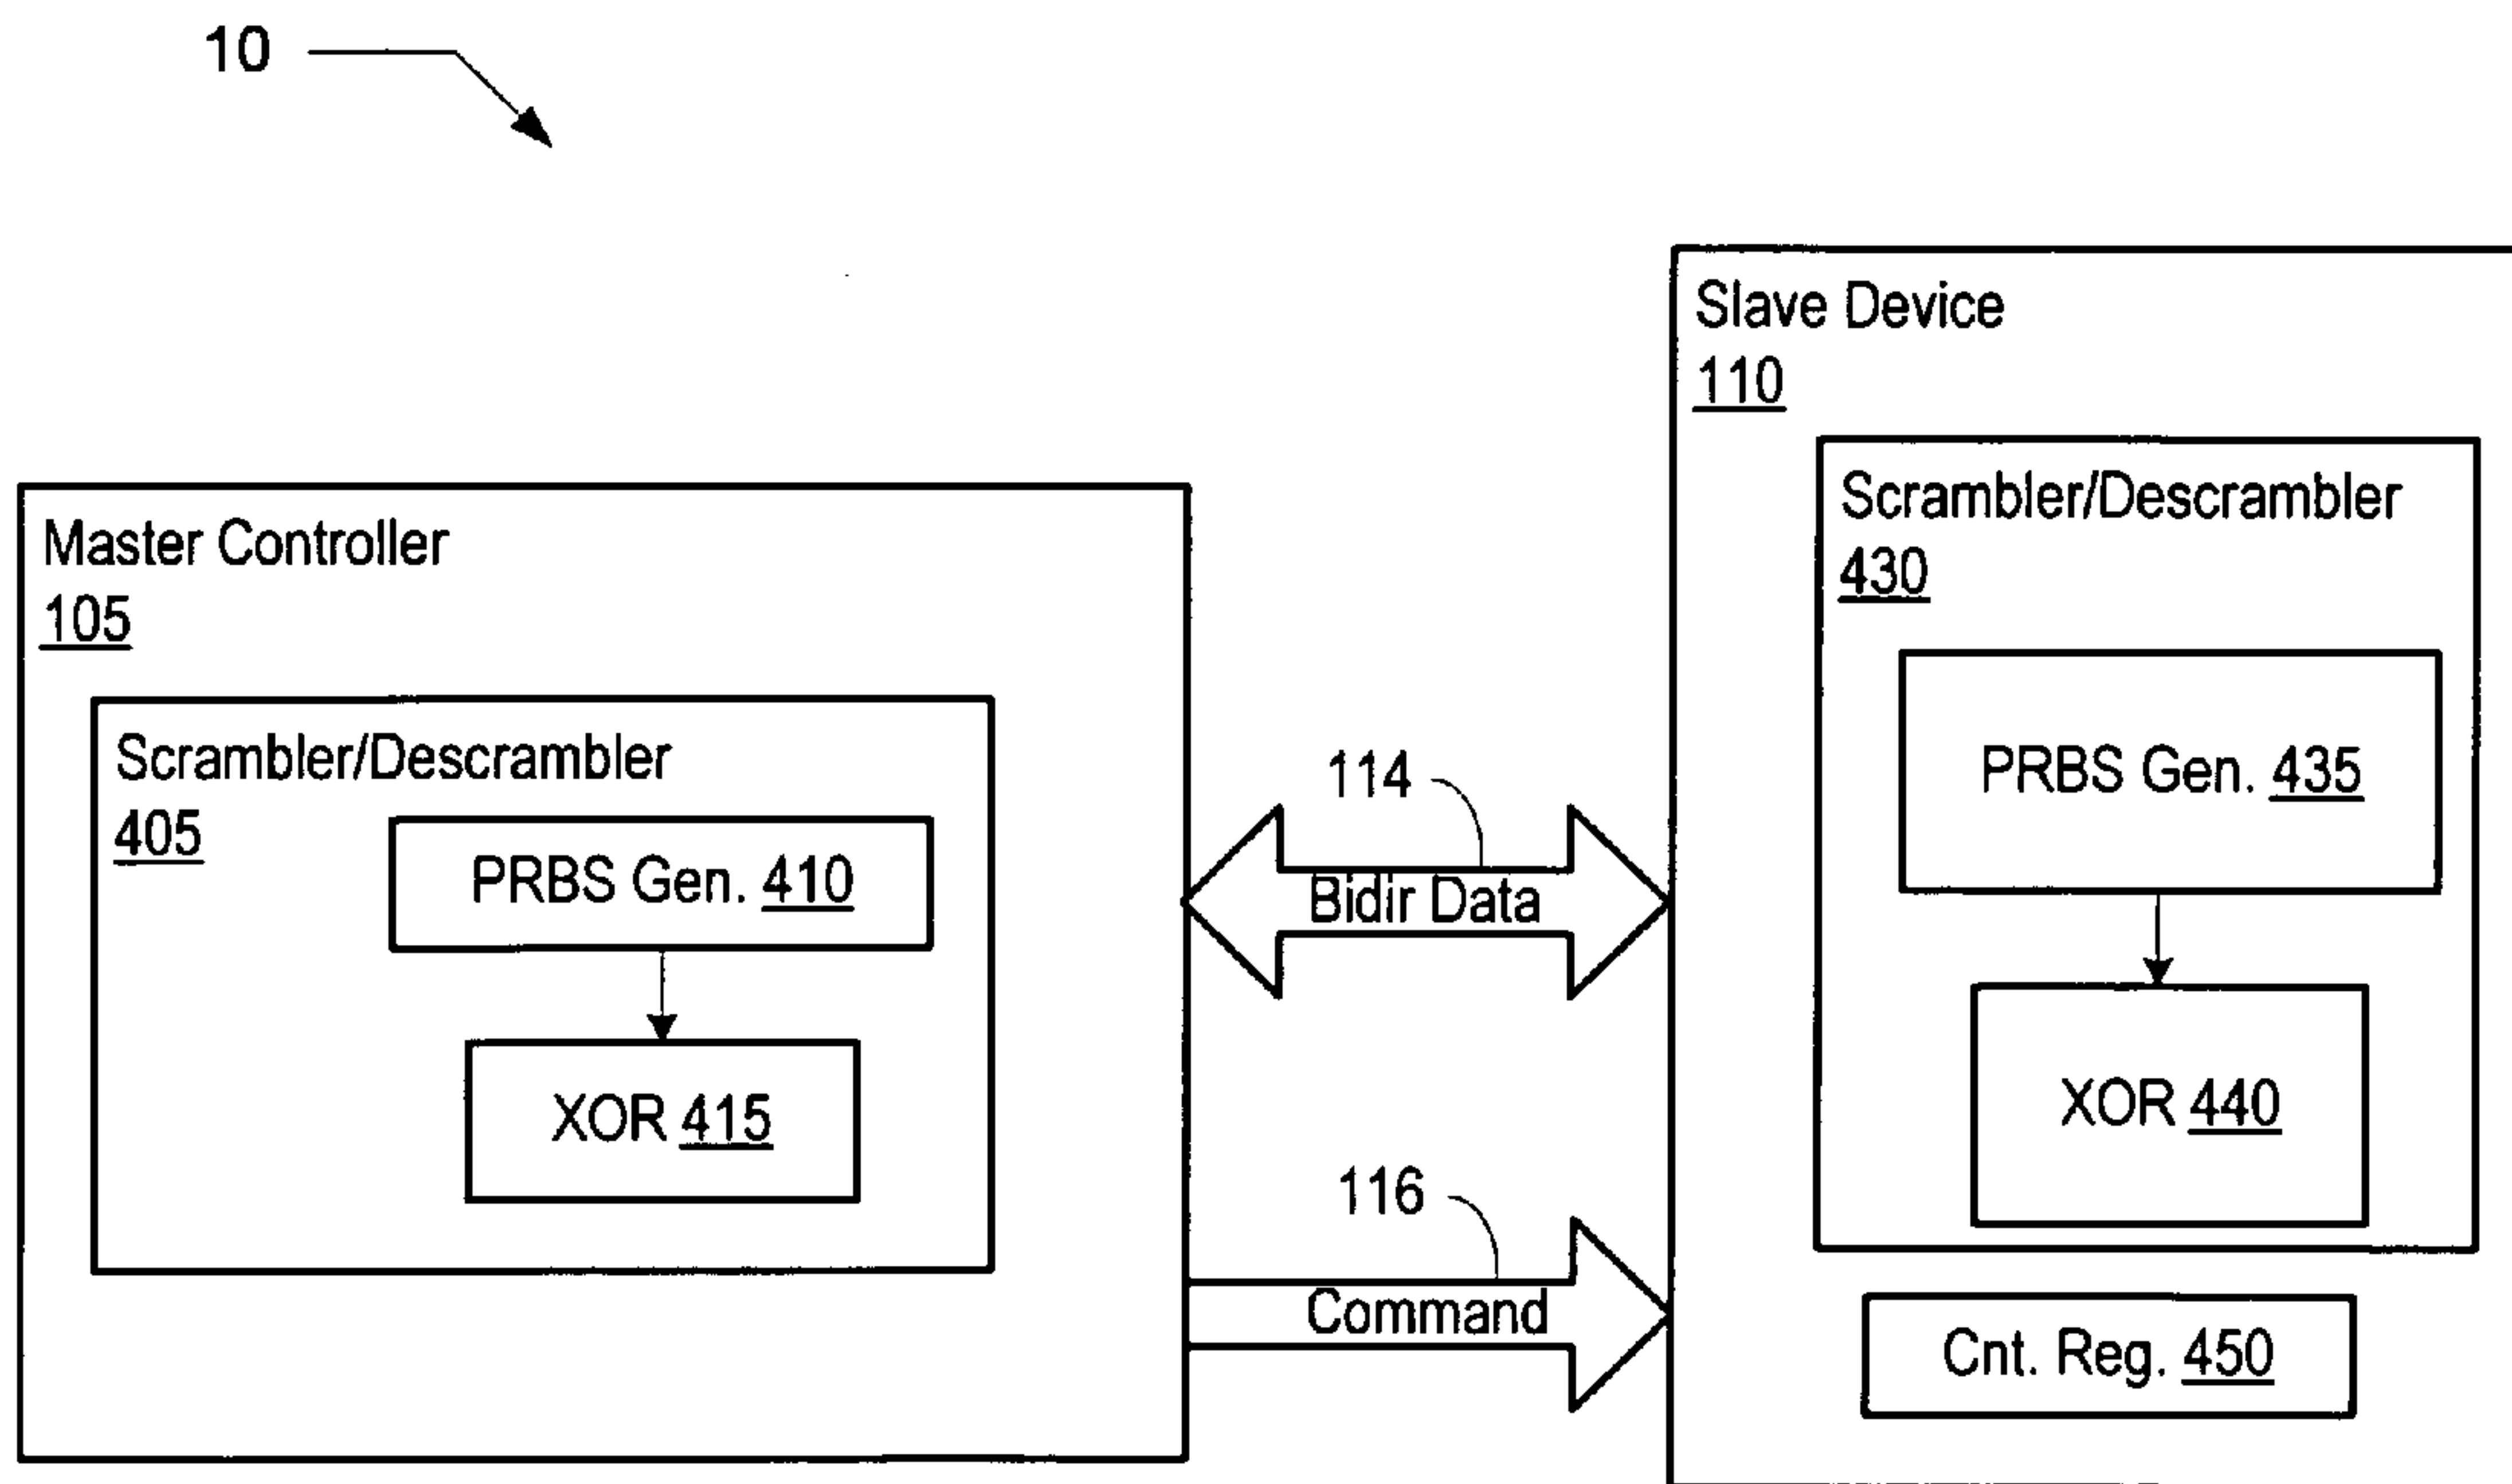 10
Slave Device
110
Scrambler/Descrambler
430
PRBS Gen. 435
XOR 440
Cnt. Reg. 450
Master Controller
105
Scrambler/Descrambler
405
PRBS Gen. 410
XOR 415
114
Bidir Data
116
Command